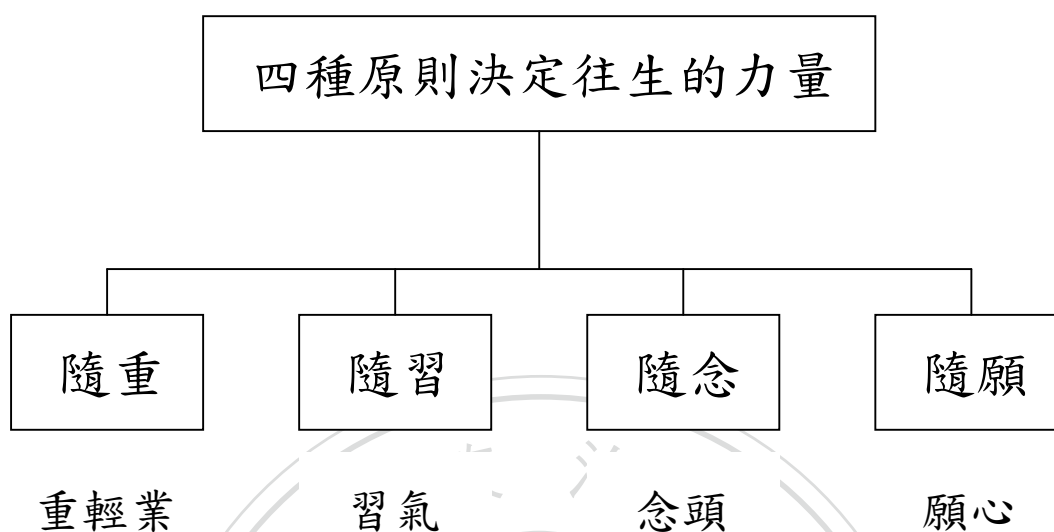 四種原則決定往生的力量
隨重 隨習 隨念 隨願
重輕業 習氣 念頭 願心